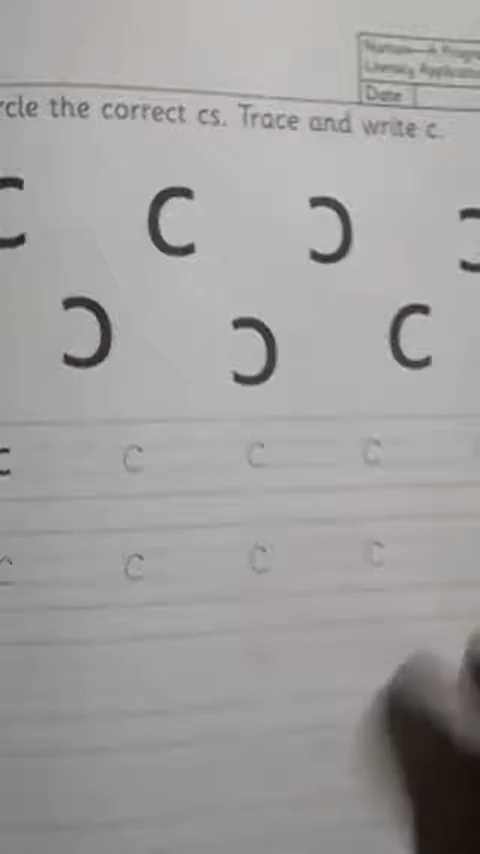 rcle the correct cs. Trace and write c.
Date
c c ɔ ɔ
ɔ ɔ c
c c c c
c c c